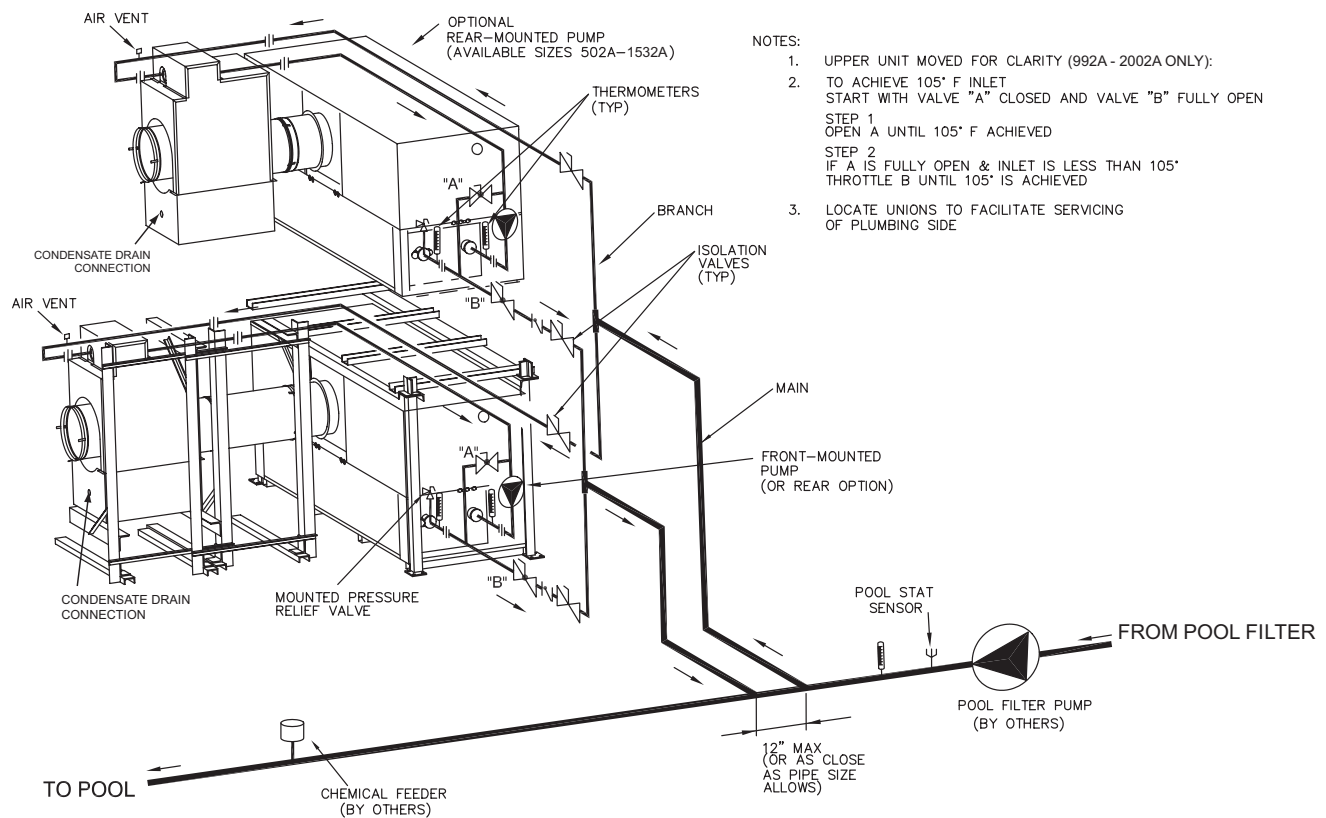 AIR VENT
OPTIONAL
REAR-MOUNTED PUMP
(AVAILABLE SIZES 502A-1532A)
NOTES:
1. UPPER UNIT MOVED FOR CLARITY (992A - 2002A ONLY):
2. TO ACHIEVE 105° F INLET
START WITH VALVE "A" CLOSED AND VALVE "B" FULLY OPEN
STEP 1
OPEN A UNTIL 105° F ACHIEVED
STEP 2
IF A IS FULLY OPEN & INLET IS LESS THAN 105°
THROTTLE B UNTIL 105° IS ACHIEVED
3. LOCATE UNIONS TO FACILITATE SERVICING
OF PLUMBING SIDE
THERMOMETERS
(TYP)
"A"
BRANCH
CONDENSATE DRAIN
CONNECTION
ISOLATION
VALVES
(TYP)
"B"
AIR VENT
MAIN
"A"
FRONT-MOUNTED
PUMP
(OR REAR OPTION)
"B"
CONDENSATE DRAIN
CONNECTION
MOUNTED PRESSURE
RELIEF VALVE
POOL STAT
SENSOR
FROM POOL FILTER
POOL FILTER PUMP
(BY OTHERS)
12" MAX
(OR AS CLOSE
AS PIPE SIZE
ALLOWS)
TO POOL
CHEMICAL FEEDER
(BY OTHERS)